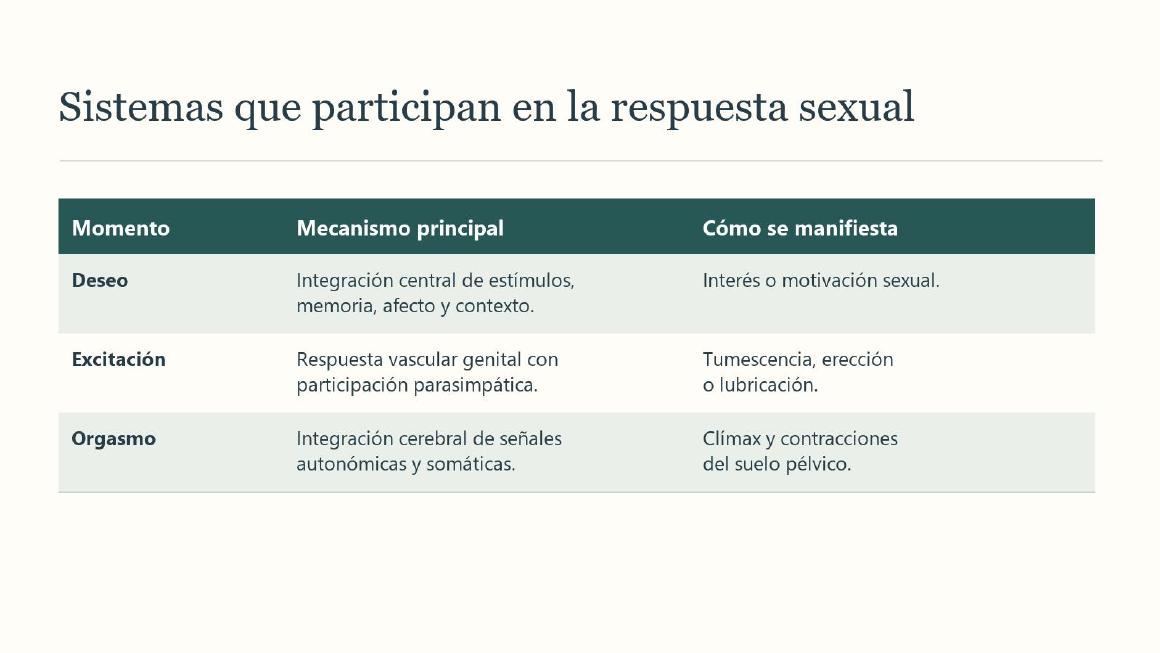 Sistemas que participan en la respuesta sexual
Momento Mecanismo principal Cómo se manifiesta
Deseo Integración central de estímulos, Interés o motivación sexual.
memoria, afecto y contexto.
Excitación Respuesta vascular genital con Tumescencia, erección
participación parasimpática. o lubricación.
Orgasmo Integración cerebral de señales Clímax y contracciones
autonómicas y somáticas. del suelo pélvico.